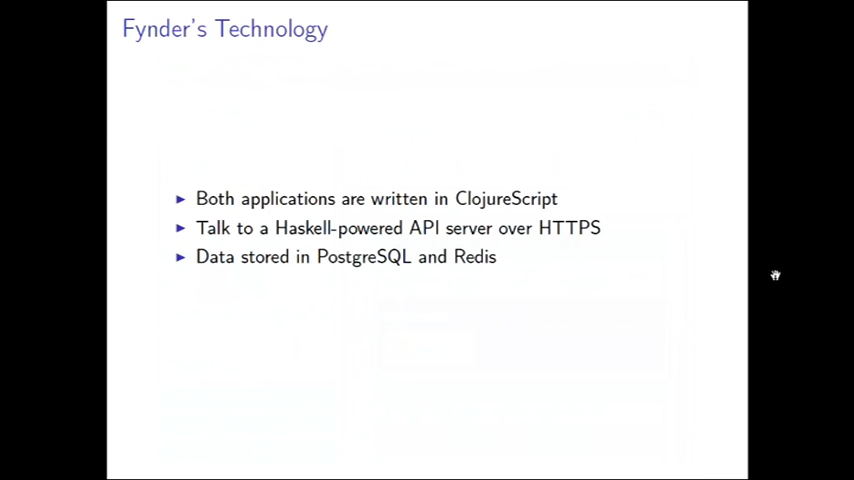 Fynder's Technology
Both applications are written in ClojureScript
Talk to a Haskell-powered API server over HTTPS
Data stored in PostgreSQL and Redis